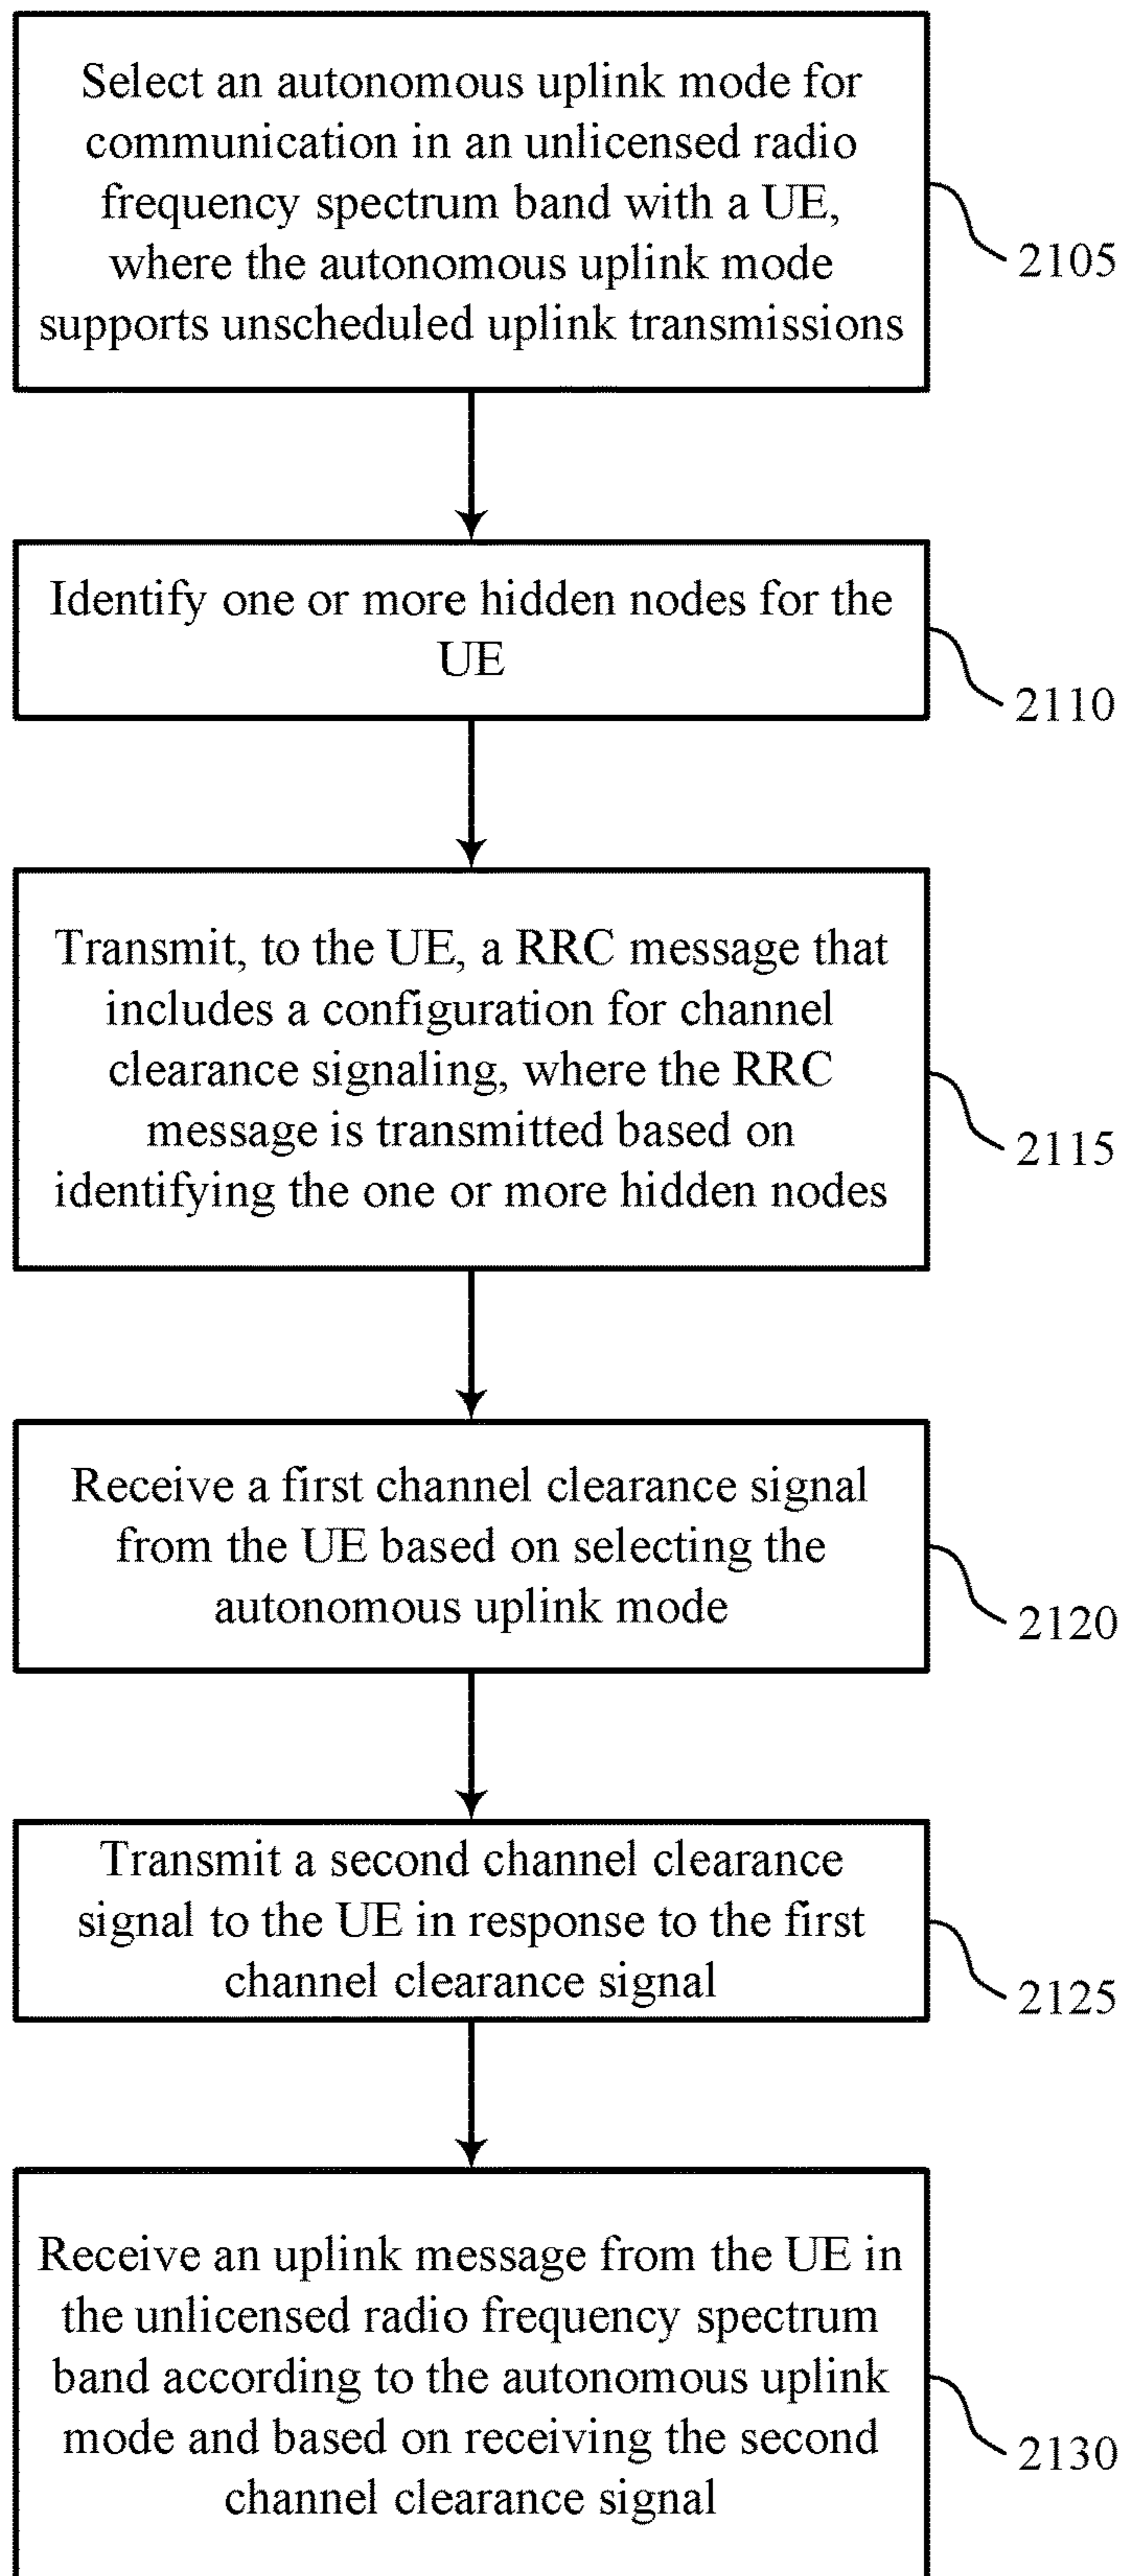 Select an autonomous uplink mode for
communication in an unlicensed radio
frequency spectrum band with a UE,
where the autonomous uplink mode
supports unscheduled uplink transmissions
2105
Identify one or more hidden nodes for the
UE
2110
Transmit, to the UE, a RRC message that
includes a configuration for channel
clearance signaling, where the RRC
message is transmitted based on
identifying the one or more hidden nodes
2115
Receive a first channel clearance signal
from the UE based on selecting the
autonomous uplink mode
2120
Transmit a second channel clearance
signal to the UE in response to the first
channel clearance signal
2125
Receive an uplink message from the UE in
the unlicensed radio frequency spectrum
band according to the autonomous uplink
mode and based on receiving the second
channel clearance signal
2130